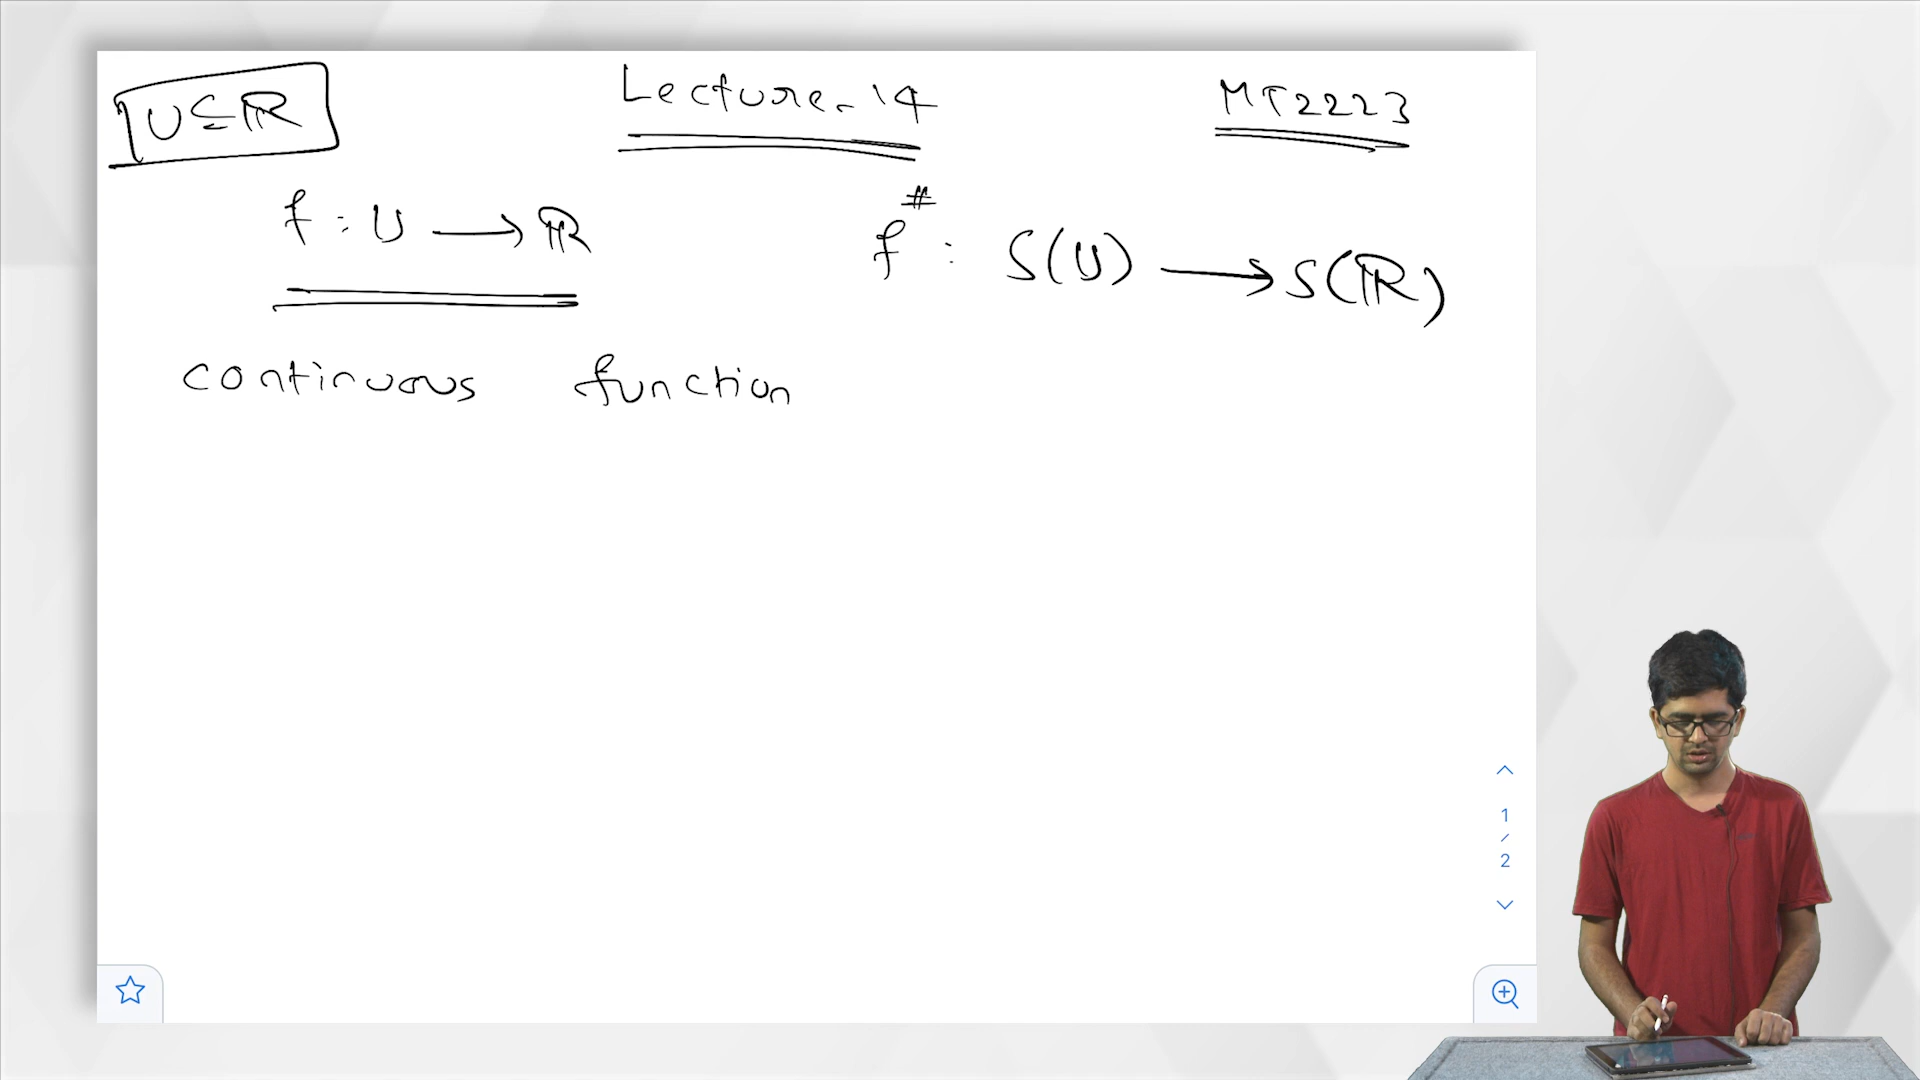 U ⊆ ℝ
Lecture-14
MT2223
f : U → ℝ
f^# : S(U) → S(ℝ)
continuous function
1
/
2